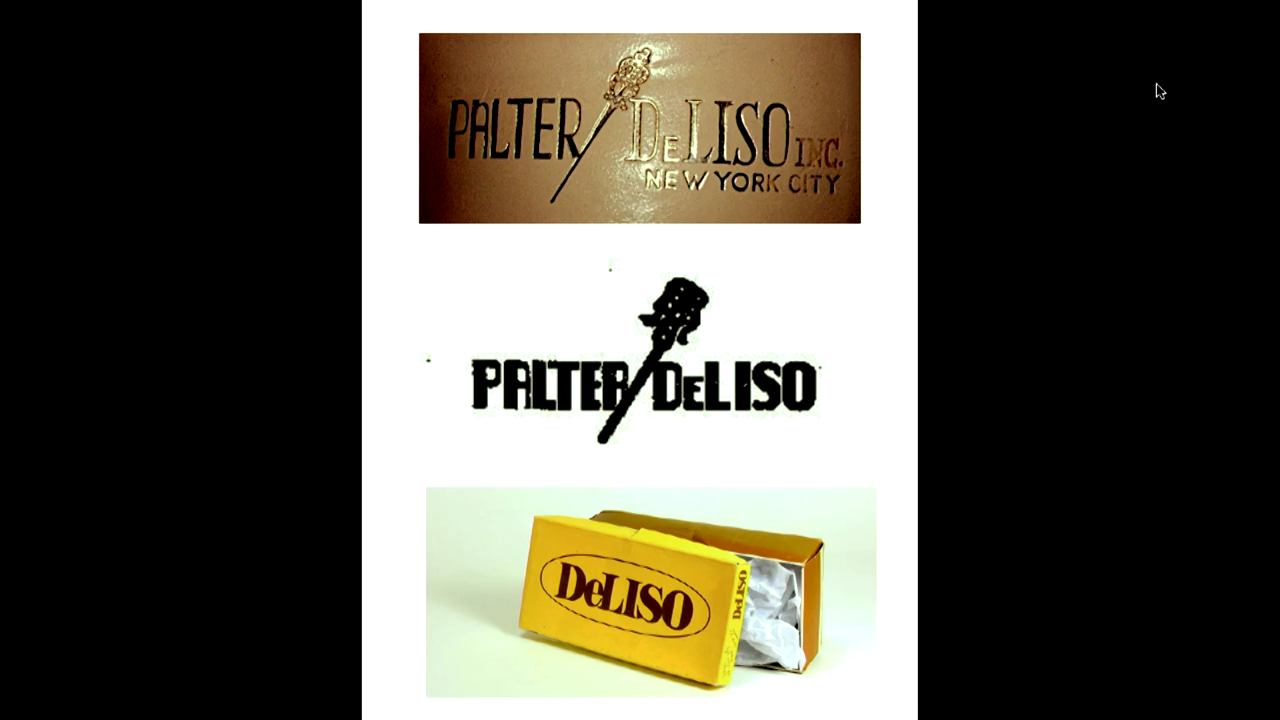 PALTER DeLISO INC.
NEW YORK CITY
PALTER DeLISO
DeLISO
DeLISO